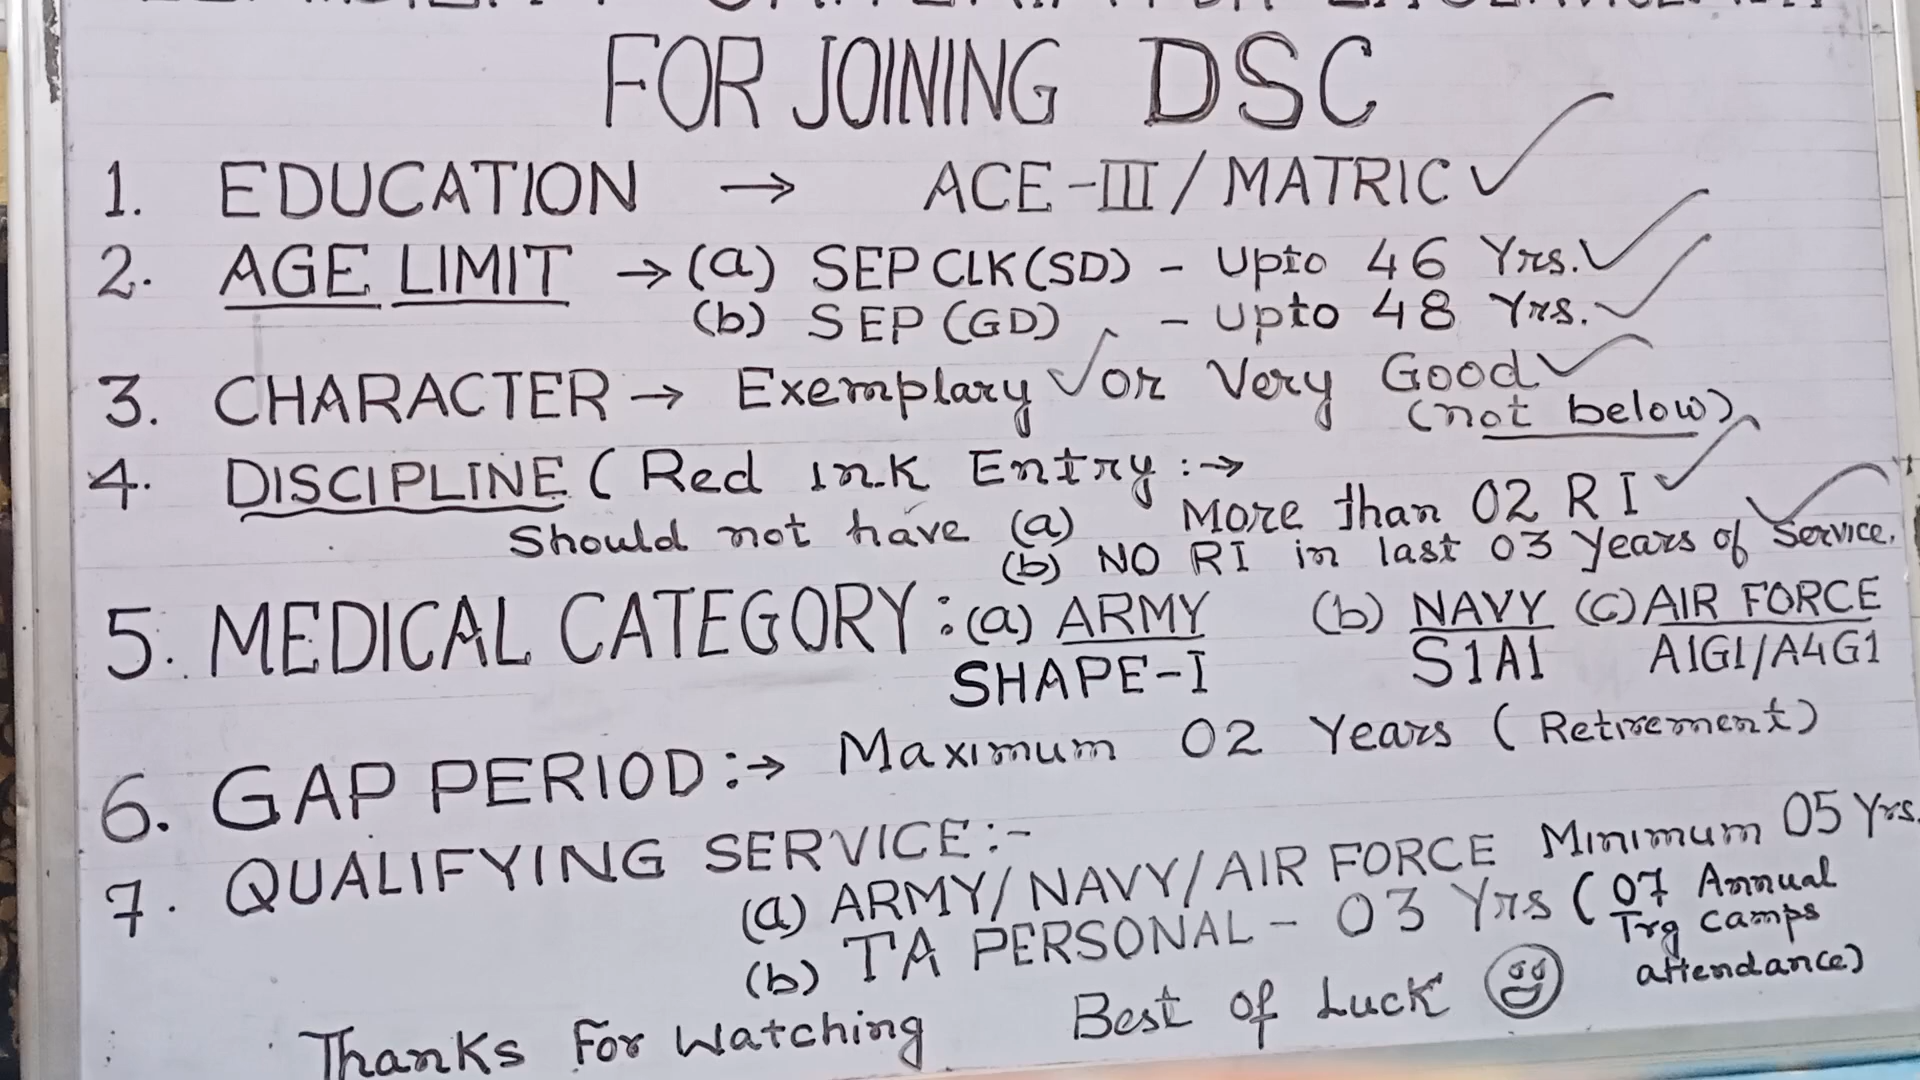 FOR JOINING DSC
1. EDUCATION → ACE-III / MATRIC ✓
2. AGE LIMIT → (a) SEP CLK (SD) - Upto 46 Yrs. ✓
(b) SEP (GD) - Upto 48 Yrs. ✓
3. CHARACTER → Exemplary ✓ or Very Good ✓
(not below)
4. DISCIPLINE ( Red Ink Entry :→
Should not have (a) More than 02 RI ✓
(b) NO RI in last 03 Years of Service. ✓
5. MEDICAL CATEGORY : (a) ARMY (b) NAVY (c) AIR FORCE
SHAPE-I S1A1 A1G1/A4G1
6. GAP PERIOD :→ Maximum 02 Years ( Retirement )
7. QUALIFYING SERVICE :-
(a) ARMY/NAVY/AIR FORCE Minimum 05 Yrs.
(b) TA PERSONAL - 03 Yrs ( 07 Annual
Trg camps
attendance)
Thanks For Watching Best of Luck